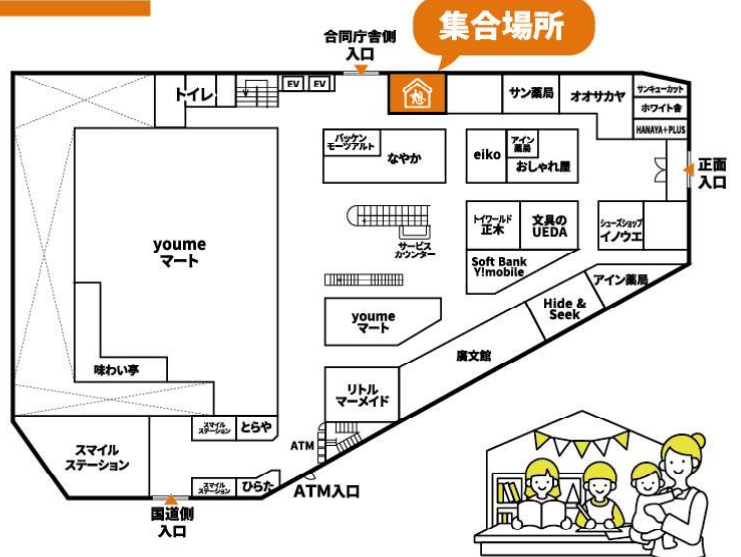 集合場所
合同庁舎側
入口
トイレ
EV
EV
想
サン薬局
オオサカヤ
サンキューカット
ホワイト舎
HANAYA+PLUS
正面
入口
バッケン
モーツアルト
なやか
eiko
アイン
薬局
おしゃれ屋
youme
マート
サービス
カウンター
トイワールド
正木
文具の
UEDA
シューズショップ
イノウエ
Soft Bank
Y!mobile
アイン薬局
Hide &
Seek
youme
マート
廣文館
味わい亭
リトル
マーメイド
スマイル
ステーション
とらや
ATM
スマイル
ステーション
スマイル
ステーション
ひらた
ATM入口
国道側
入口